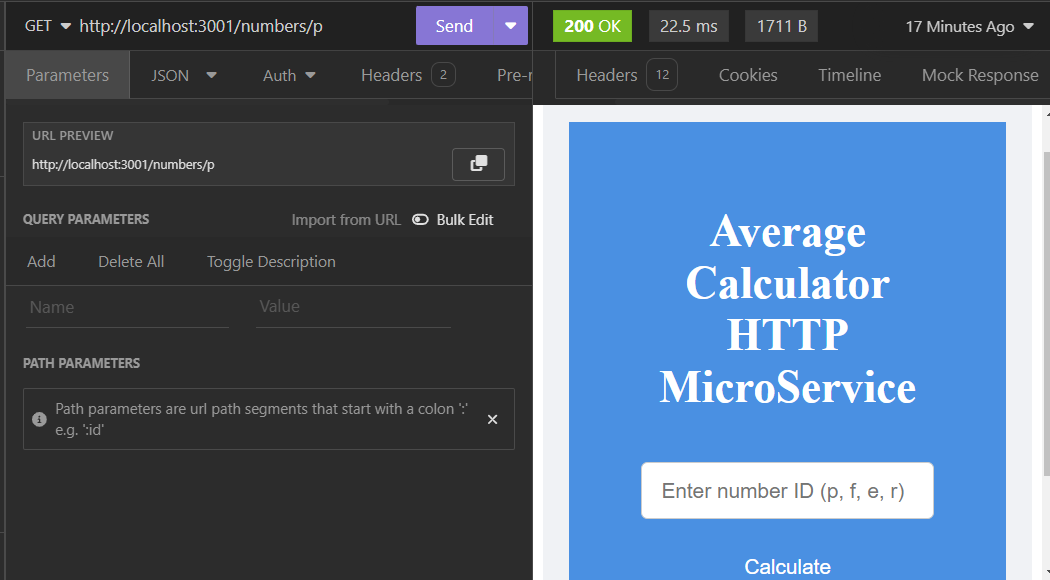 GET http://localhost:3001/numbers/p Send
Parameters JSON Auth Headers 2 Pre-r
URL PREVIEW
http://localhost:3001/numbers/p
QUERY PARAMETERS Import from URL Bulk Edit
Add Delete All Toggle Description
Name Value
PATH PARAMETERS
Path parameters are url path segments that start with a colon ':'
e.g. ':id'
200 OK 22.5 ms 1711 B 17 Minutes Ago
Headers 12 Cookies Timeline Mock Response
Average
Calculator
HTTP
MicroService
Enter number ID (p, f, e, r)
Calculate